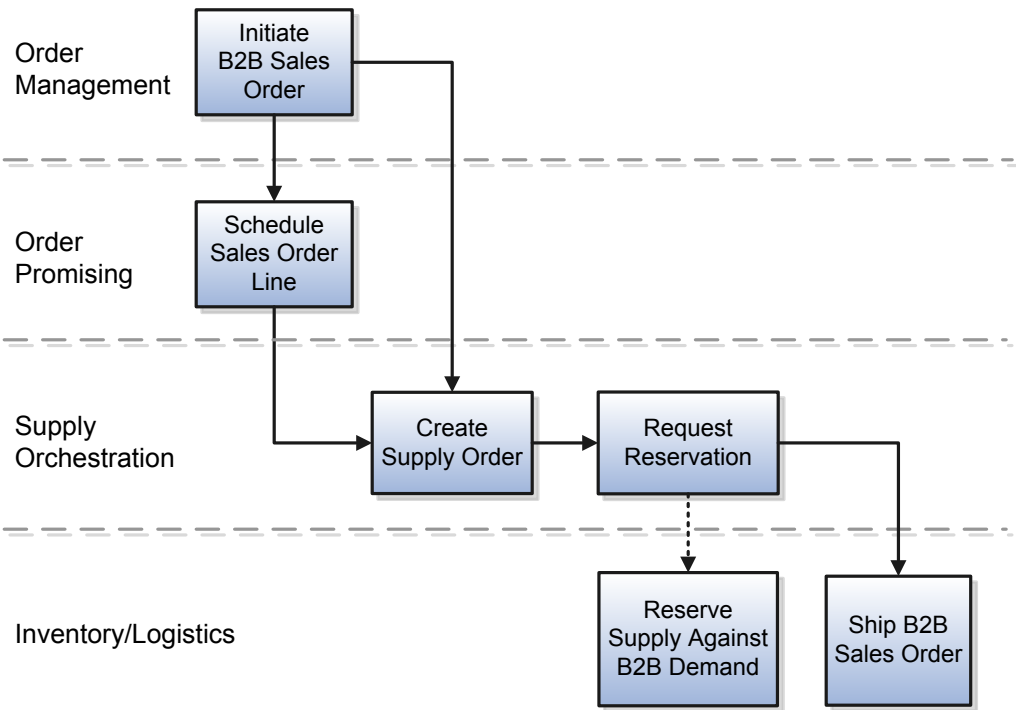 Order
Management
Initiate
B2B Sales
Order
Order
Promising
Schedule
Sales Order
Line
Supply
Orchestration
Create
Supply Order
Request
Reservation
Inventory/Logistics
Reserve
Supply Against
B2B Demand
Ship B2B
Sales Order